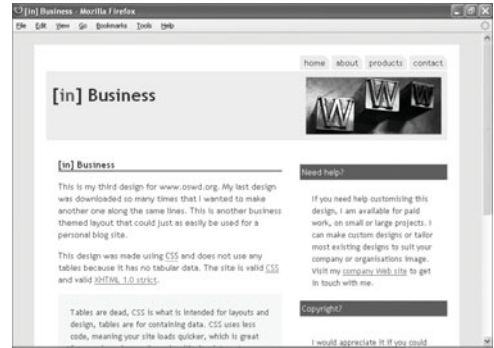 [in] Business - Mozilla Firefox
File Edit View Go Bookmarks Tools Help
home about products contact
[in] Business
W W W
[in] Business
This is my third design for www.oswd.org. My last design
was downloaded so many times that I wanted to make
another one along the same lines. This is another business
themed layout that could just as easily be used for a
personal blog site.
This design was made using CSS and does not use any
tables because it has no tabular data. The site is valid CSS
and valid XHTML 1.0 strict.
Tables are dead, CSS is what is intended for layouts and
design, tables are for containing data. CSS uses less
code, meaning your site loads quicker, which is great
Need help?
If you need help customising this
design, I am available for paid
work, on small or large projects. I
can make custom designs or tailor
most existing designs to suit your
company or organisations image.
Visit my company Web site to get
in touch with me.
Copyright?
I would appreciate it if you could